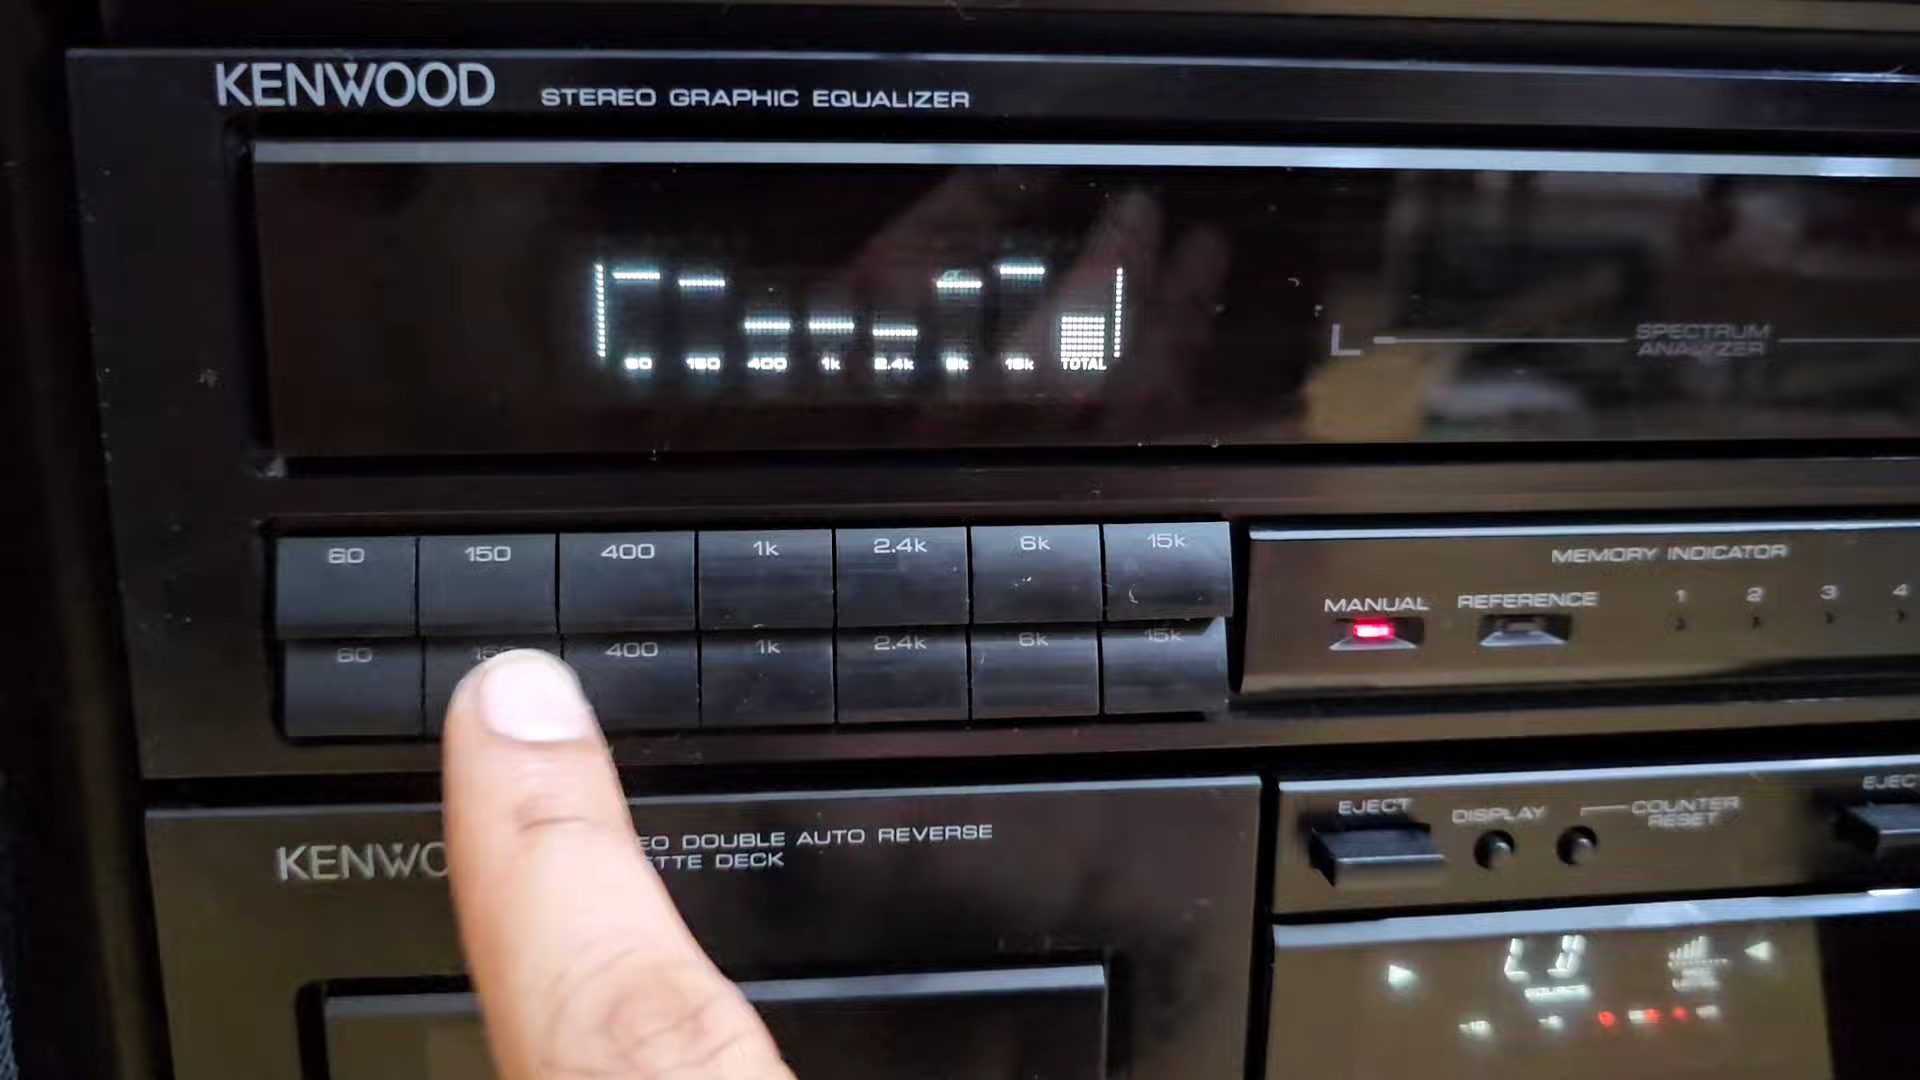 KENWOOD STEREO GRAPHIC EQUALIZER
60 150 400 1k 2.4k 6k 15k TOTAL
L SPECTRUM ANALYZER
60 150 400 1k 2.4k 6k 15k
60 400 1k 2.4k 6k 15k
MEMORY INDICATOR
MANUAL REFERENCE 1 2 3 4
EJECT DISPLAY COUNTER RESET EJECT
KENWO EO DOUBLE AUTO REVERSE
TTE DECK